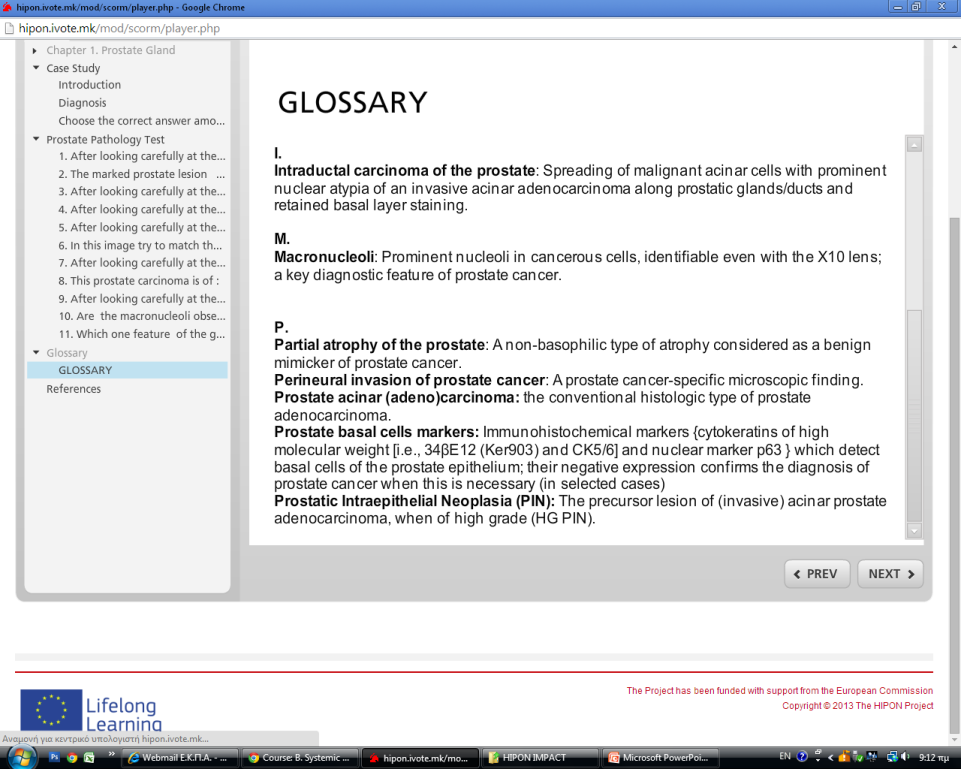 hipon.ivote.mk/mod/scorm/player.php - Google Chrome
hipon.ivote.mk/mod/scorm/player.php
Chapter 1. Prostate Gland
Case Study
Introduction
Diagnosis
Choose the correct answer amo...
Prostate Pathology Test
1. After looking carefully at the...
2. The marked prostate lesion ...
3. After looking carefully at the...
4. After looking carefully at the...
5. After looking carefully at the...
6. In this image try to match th...
7. After looking carefully at the...
8. This prostate carcinoma is of :
9. After looking carefully at the...
10. Are the macronucleoli obse...
11. Which one feature of the g...
Glossary
GLOSSARY
References
GLOSSARY
I.
Intraductal carcinoma of the prostate: Spreading of malignant acinar cells with prominent
nuclear atypia of an invasive acinar adenocarcinoma along prostatic glands/ducts and
retained basal layer staining.
M.
Macronucleoli: Prominent nucleoli in cancerous cells, identifiable even with the X10 lens;
a key diagnostic feature of prostate cancer.
P.
Partial atrophy of the prostate: A non-basophilic type of atrophy considered as a benign
mimicker of prostate cancer.
Perineural invasion of prostate cancer: A prostate cancer-specific microscopic finding.
Prostate acinar (adeno)carcinoma: the conventional histologic type of prostate
adenocarcinoma.
Prostate basal cells markers: Immunohistochemical markers {cytokeratins of high
molecular weight [i.e., 34βE12 (Ker903) and CK5/6] and nuclear marker p63 } which detect
basal cells of the prostate epithelium; their negative expression confirms the diagnosis of
prostate cancer when this is necessary (in selected cases)
Prostatic Intraepithelial Neoplasia (PIN): The precursor lesion of (invasive) acinar prostate
adenocarcinoma, when of high grade (HG PIN).
PREV NEXT
The Project has been funded with support from the European Commission
Copyright © 2013 The HIPON Project
Lifelong
Learning
Αναμονή για κεντρικό υπολογιστή hipon.ivote.mk...
Webmail Ε.Κ.Π.Α. - ... Course: B. Systemic ... hipon.ivote.mk/mo... HIPON IMPACT Microsoft PowerPoi... EN 9:12 πμ